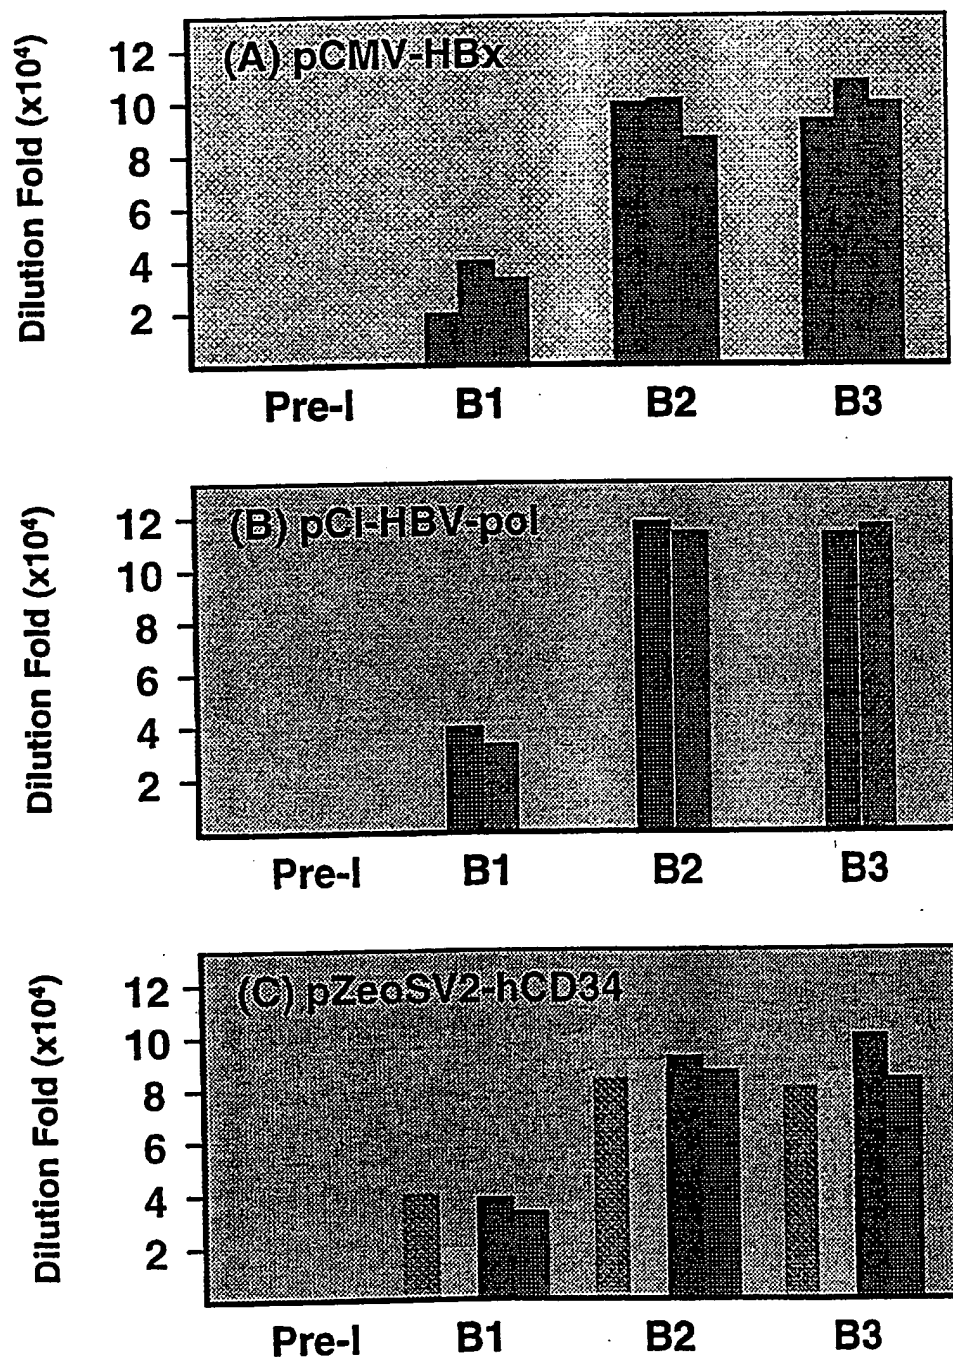 Dilution Fold (x10⁴)
(A) pCMV-HBx
12
10
8
6
4
2
Pre-I B1 B2 B3
Dilution Fold (x10⁴)
(B) pCI-HBV-pol
12
10
8
6
4
2
Pre-I B1 B2 B3
Dilution Fold (x10⁴)
(C) pZeoSV2-hCD34
12
10
8
6
4
2
Pre-I B1 B2 B3